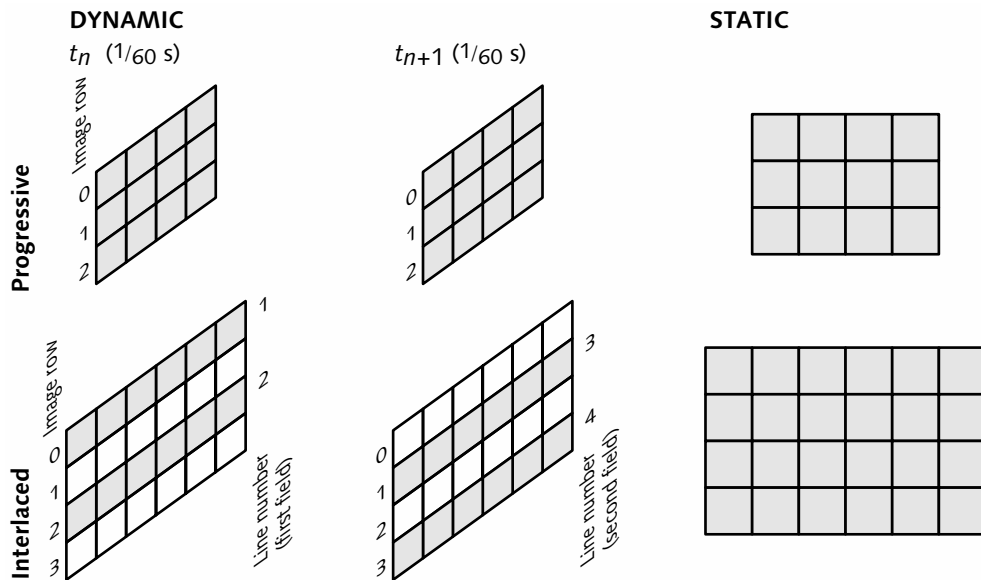 DYNAMIC
STATIC
tn (1/60 s)
tn+1 (1/60 s)
Progressive
Image row
0
1
2
0
1
2
Interlaced
Image row
0
1
2
3
1
2
Line number
(first field)
0
1
2
3
3
4
Line number
(second field)